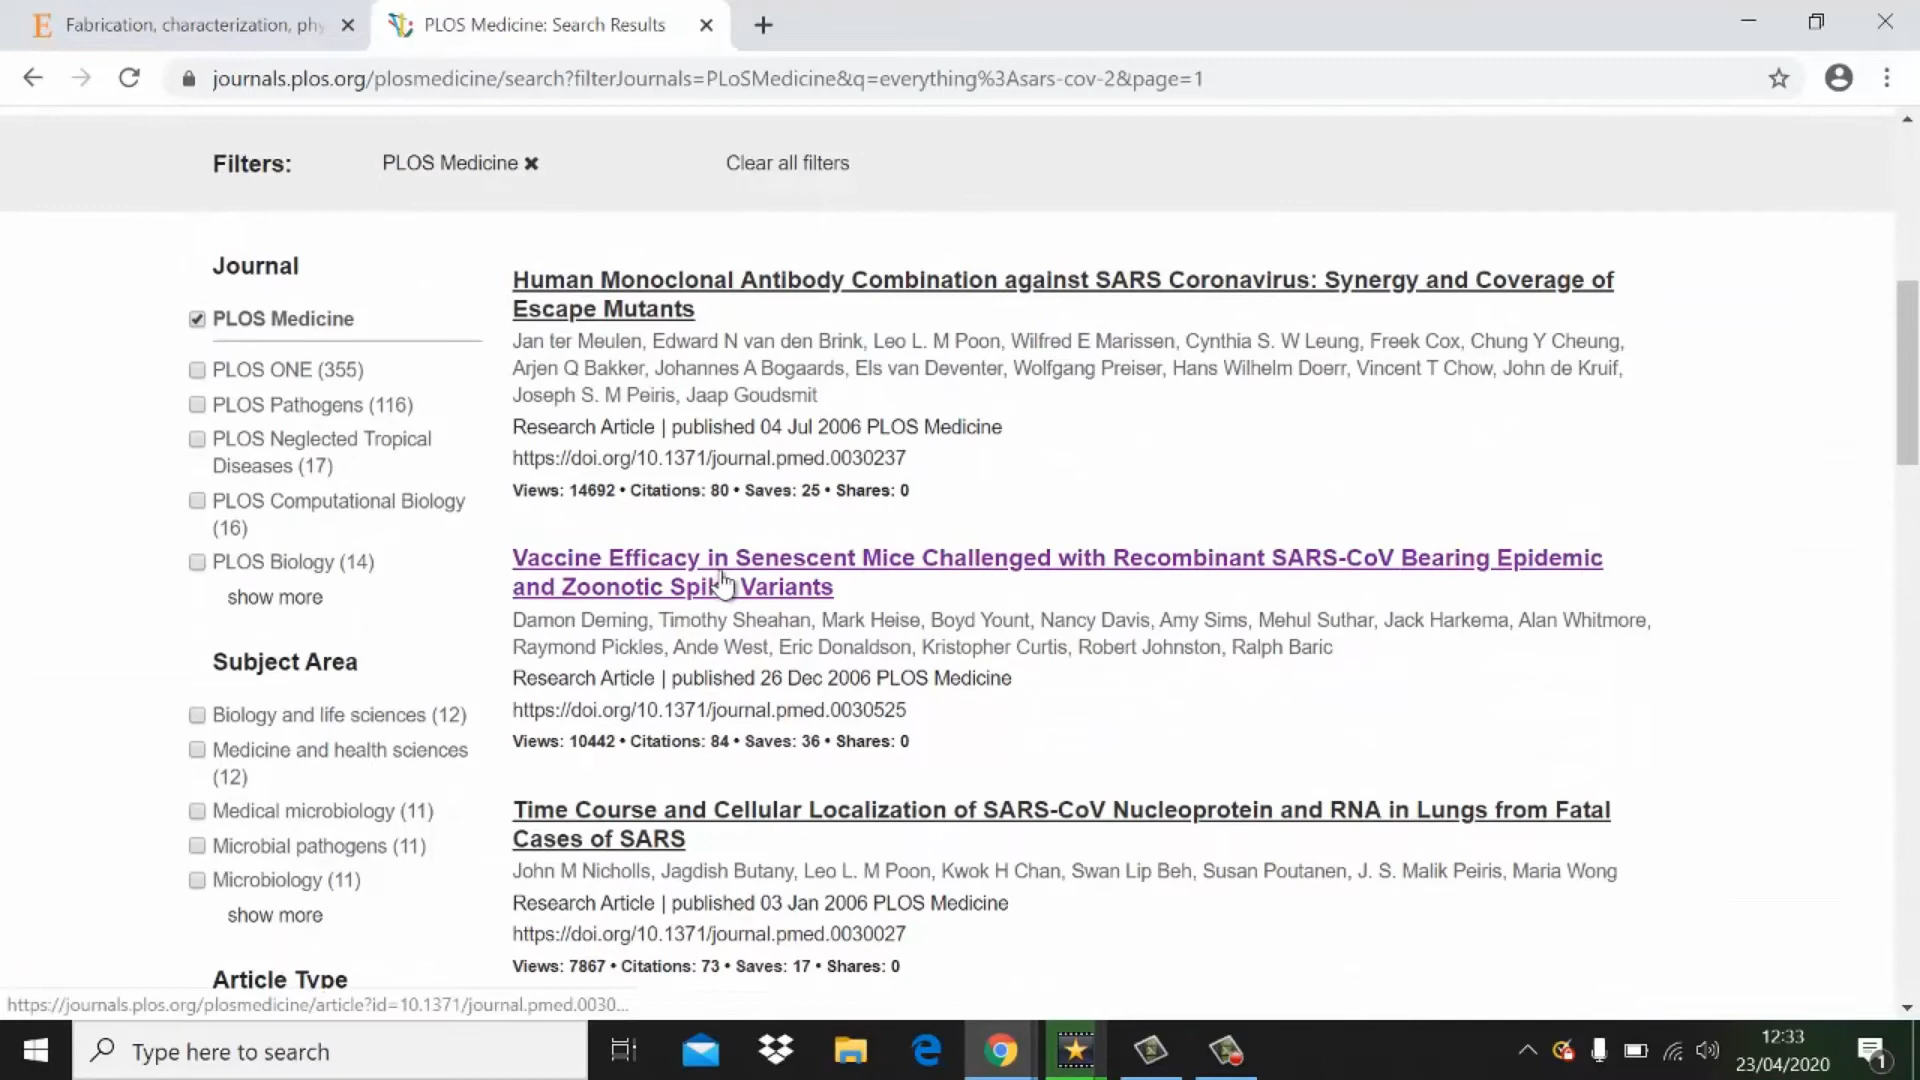 Fabrication, characterization, phy
PLOS Medicine: Search Results
journals.plos.org/plosmedicine/search?filterJournals=PLoSMedicine&q=everything%3Asars-cov-2&page=1
Filters:
PLOS Medicine ✖
Clear all filters
Journal
PLOS Medicine
PLOS ONE (355)
PLOS Pathogens (116)
PLOS Neglected Tropical
Diseases (17)
PLOS Computational Biology
(16)
PLOS Biology (14)
show more
Subject Area
Biology and life sciences (12)
Medicine and health sciences
(12)
Medical microbiology (11)
Microbial pathogens (11)
Microbiology (11)
show more
Article Type
Human Monoclonal Antibody Combination against SARS Coronavirus: Synergy and Coverage of
Escape Mutants
Jan ter Meulen, Edward N van den Brink, Leo L. M Poon, Wilfred E Marissen, Cynthia S. W Leung, Freek Cox, Chung Y Cheung,
Arjen Q Bakker, Johannes A Bogaards, Els van Deventer, Wolfgang Preiser, Hans Wilhelm Doerr, Vincent T Chow, John de Kruif,
Joseph S. M Peiris, Jaap Goudsmit
Research Article | published 04 Jul 2006 PLOS Medicine
https://doi.org/10.1371/journal.pmed.0030237
Views: 14692 • Citations: 80 • Saves: 25 • Shares: 0
Vaccine Efficacy in Senescent Mice Challenged with Recombinant SARS-CoV Bearing Epidemic
and Zoonotic Spike Variants
Damon Deming, Timothy Sheahan, Mark Heise, Boyd Yount, Nancy Davis, Amy Sims, Mehul Suthar, Jack Harkema, Alan Whitmore,
Raymond Pickles, Ande West, Eric Donaldson, Kristopher Curtis, Robert Johnston, Ralph Baric
Research Article | published 26 Dec 2006 PLOS Medicine
https://doi.org/10.1371/journal.pmed.0030525
Views: 10442 • Citations: 84 • Saves: 36 • Shares: 0
Time Course and Cellular Localization of SARS-CoV Nucleoprotein and RNA in Lungs from Fatal
Cases of SARS
John M Nicholls, Jagdish Butany, Leo L. M Poon, Kwok H Chan, Swan Lip Beh, Susan Poutanen, J. S. Malik Peiris, Maria Wong
Research Article | published 03 Jan 2006 PLOS Medicine
https://doi.org/10.1371/journal.pmed.0030027
Views: 7867 • Citations: 73 • Saves: 17 • Shares: 0
https://journals.plos.org/plosmedicine/article?id=10.1371/journal.pmed.0030...
Type here to search
12:33
23/04/2020
1